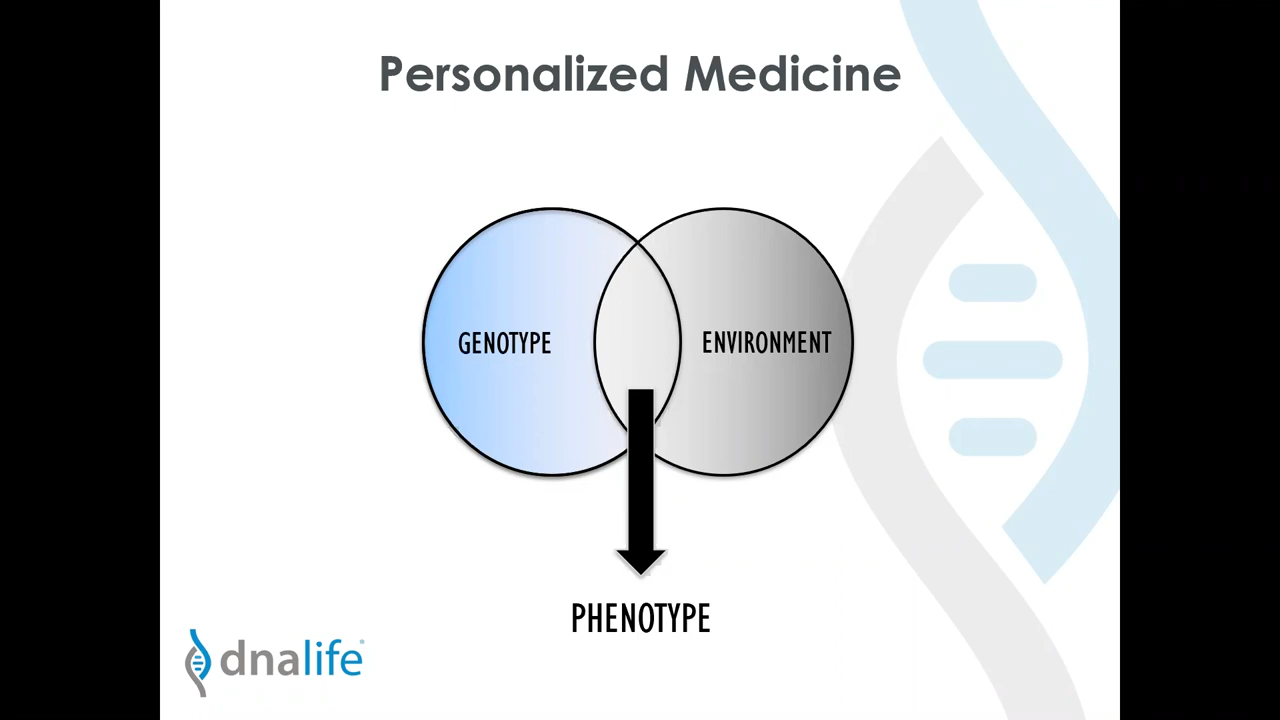 Personalized Medicine
GENOTYPE
ENVIRONMENT
PHENOTYPE
dnalife